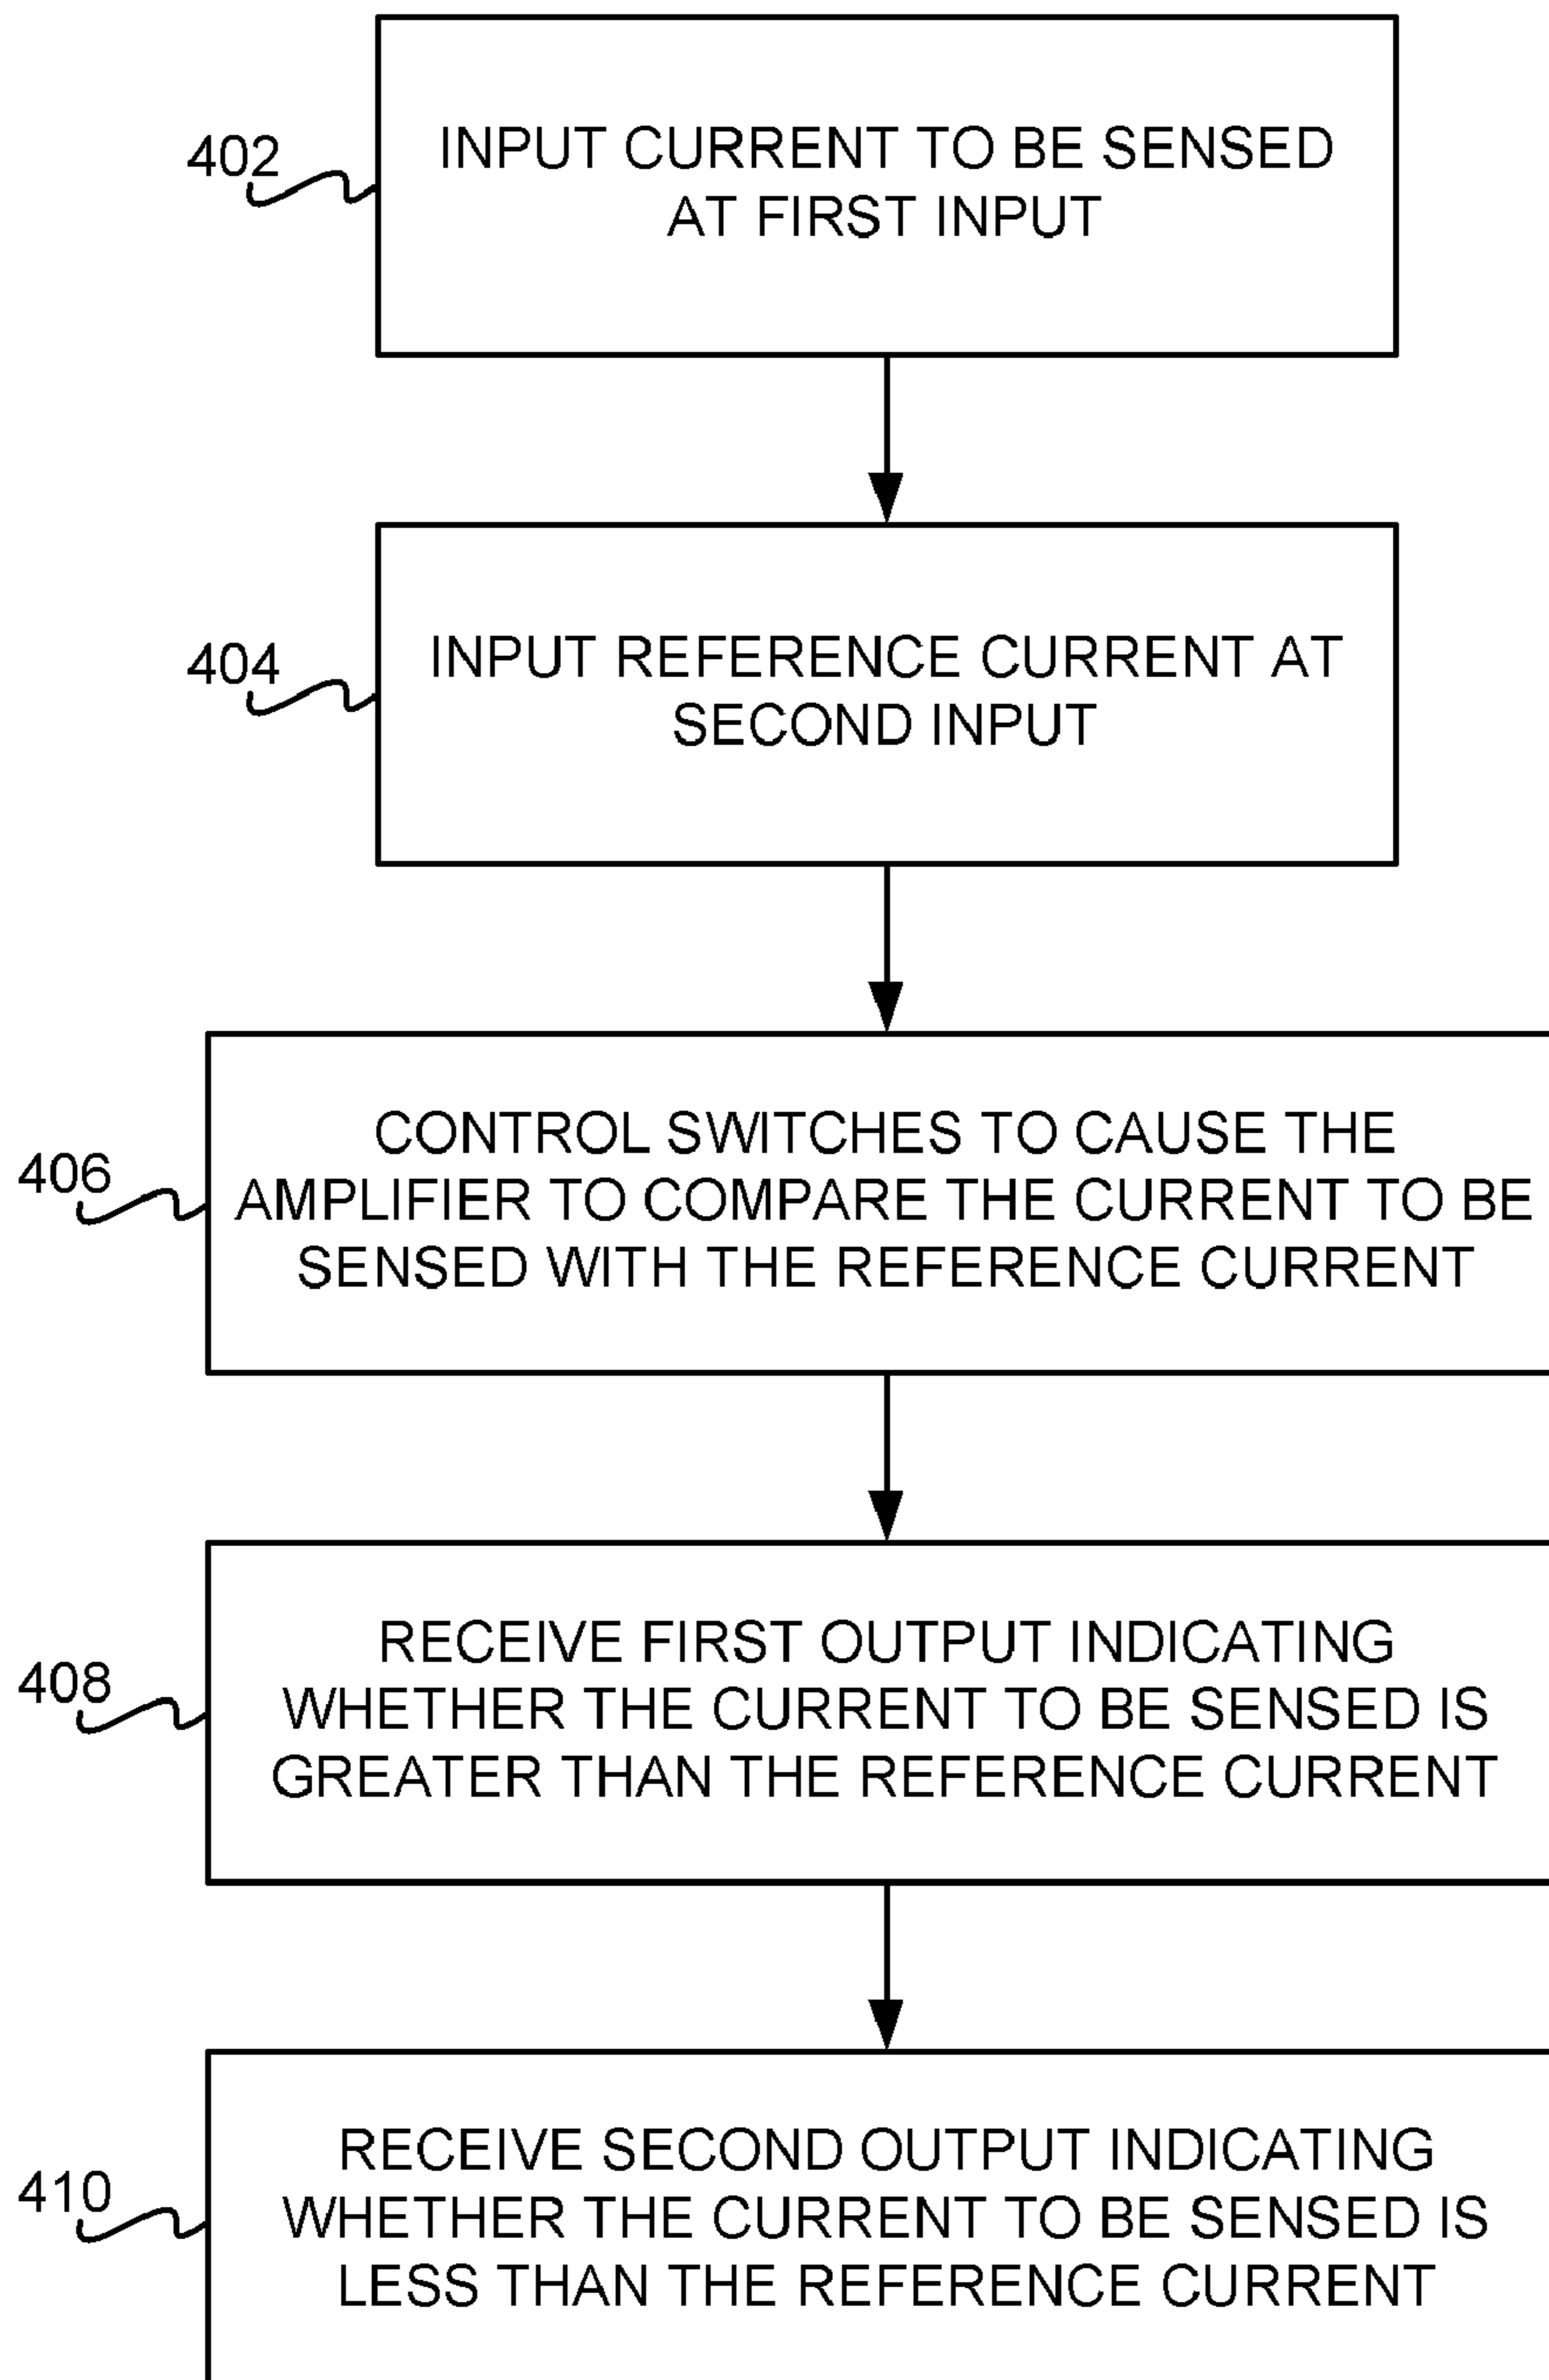 402
INPUT CURRENT TO BE SENSED
AT FIRST INPUT
404
INPUT REFERENCE CURRENT AT
SECOND INPUT
406
CONTROL SWITCHES TO CAUSE THE
AMPLIFIER TO COMPARE THE CURRENT TO BE
SENSED WITH THE REFERENCE CURRENT
408
RECEIVE FIRST OUTPUT INDICATING
WHETHER THE CURRENT TO BE SENSED IS
GREATER THAN THE REFERENCE CURRENT
410
RECEIVE SECOND OUTPUT INDICATING
WHETHER THE CURRENT TO BE SENSED IS
LESS THAN THE REFERENCE CURRENT